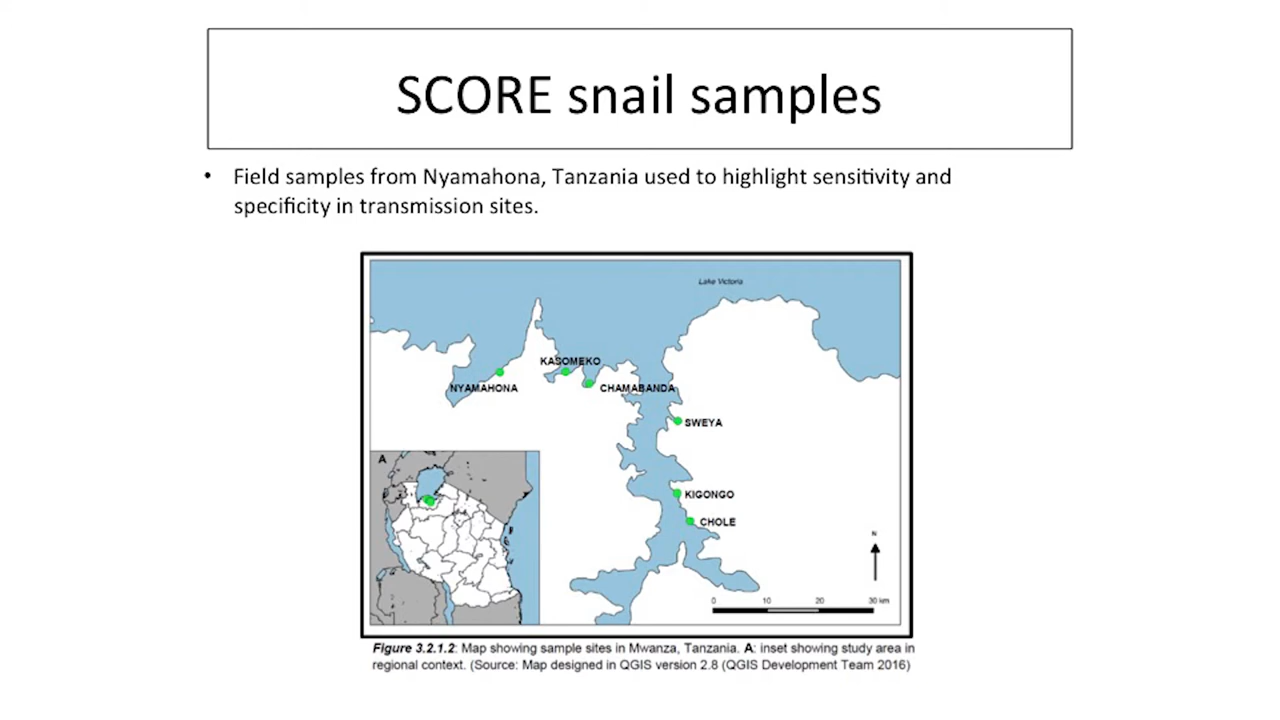 SCORE snail samples
• Field samples from Nyamahona, Tanzania used to highlight sensitivity and
specificity in transmission sites.
Lake Victoria
KASOMEKO
NYAMAHONA
CHAMABANDA
SWEYA
A
KIGONGO
CHOLE
N
0 10 20 30 km
Figure 3.2.1.2: Map showing sample sites in Mwanza, Tanzania. A: inset showing study area in
regional context. (Source: Map designed in QGIS version 2.8 (QGIS Development Team 2016)